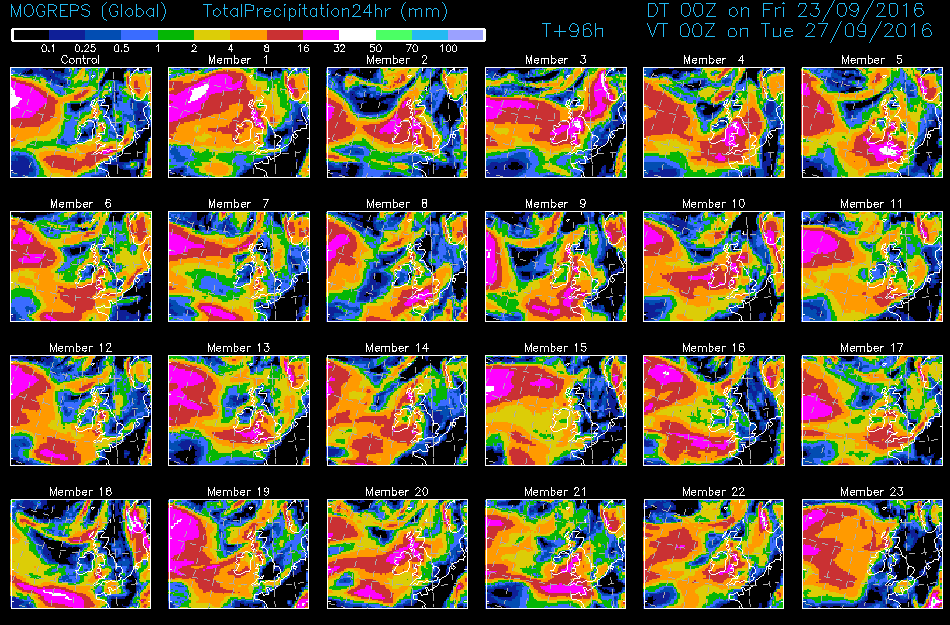 MOGREPS (Global) TotalPrecipitation24hr (mm) DT 00Z on Fri 23/09/2016
T+96h VT 00Z on Tue 27/09/2016
0.1 0.25 0.5 1 2 4 8 16 32 50 70 100
Control Member 1 Member 2 Member 3 Member 4 Member 5
Member 6 Member 7 Member 8 Member 9 Member 10 Member 11
Member 12 Member 13 Member 14 Member 15 Member 16 Member 17
Member 18 Member 19 Member 20 Member 21 Member 22 Member 23